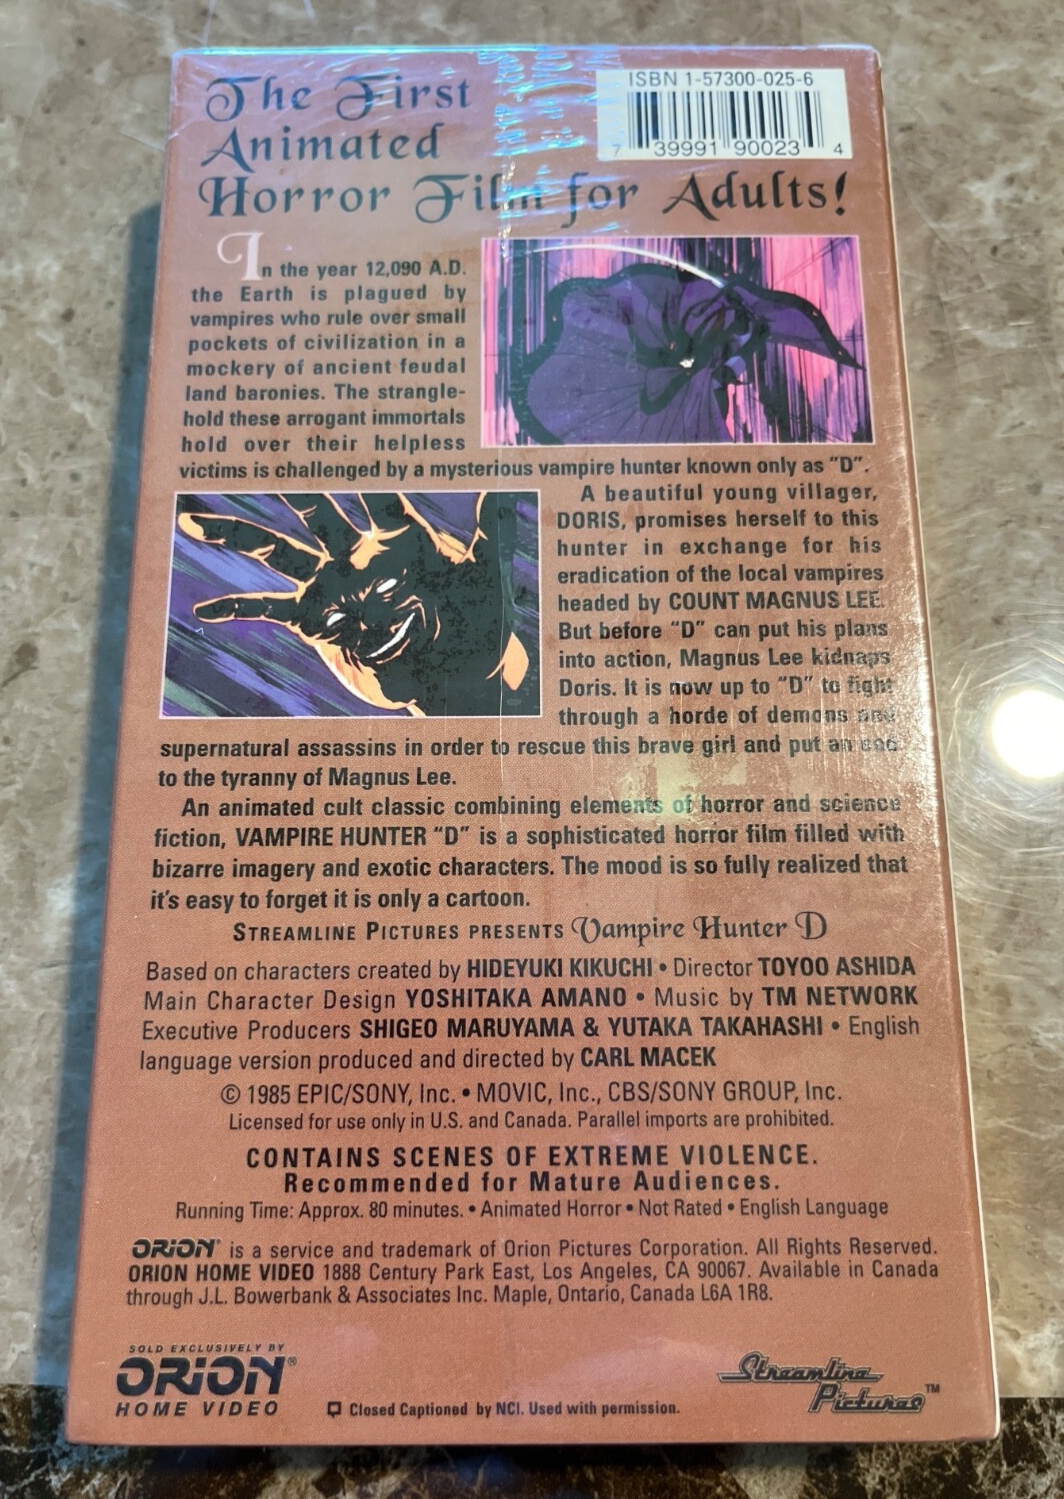 The First
Animated
Horror Film for Adults!
ISBN 1-57300-025-6
7 39991 90023 4
In the year 12,090 A.D.
the Earth is plagued by
vampires who rule over small
pockets of civilization in a
mockery of ancient feudal
land baronies. The strangle-
hold these arrogant immortals
hold over their helpless
victims is challenged by a mysterious vampire hunter known only as "D".
A beautiful young villager,
DORIS, promises herself to this
hunter in exchange for his
eradication of the local vampires
headed by COUNT MAGNUS LEE.
But before "D" can put his plans
into action, Magnus Lee kidnaps
Doris. It is now up to "D" to fight
through a horde of demons and
supernatural assassins in order to rescue this brave girl and put an end
to the tyranny of Magnus Lee.
An animated cult classic combining elements of horror and science
fiction, VAMPIRE HUNTER "D" is a sophisticated horror film filled with
bizarre imagery and exotic characters. The mood is so fully realized that
it's easy to forget it is only a cartoon.
STREAMLINE PICTURES PRESENTS Vampire Hunter D
Based on characters created by HIDEYUKI KIKUCHI • Director TOYOO ASHIDA
Main Character Design YOSHITAKA AMANO • Music by TM NETWORK
Executive Producers SHIGEO MARUYAMA & YUTAKA TAKAHASHI • English
language version produced and directed by CARL MACEK
© 1985 EPIC/SONY, Inc. • MOVIC, Inc., CBS/SONY GROUP, Inc.
Licensed for use only in U.S. and Canada. Parallel imports are prohibited.
CONTAINS SCENES OF EXTREME VIOLENCE.
Recommended for Mature Audiences.
Running Time: Approx. 80 minutes. • Animated Horror • Not Rated • English Language
ORION® is a service and trademark of Orion Pictures Corporation. All Rights Reserved.
ORION HOME VIDEO 1888 Century Park East, Los Angeles, CA 90067. Available in Canada
through J.L. Bowerbank & Associates Inc. Maple, Ontario, Canada L6A 1R8.
SOLD EXCLUSIVELY BY
ORION®
HOME VIDEO
Closed Captioned by NCI. Used with permission.
Streamline
Pictures™